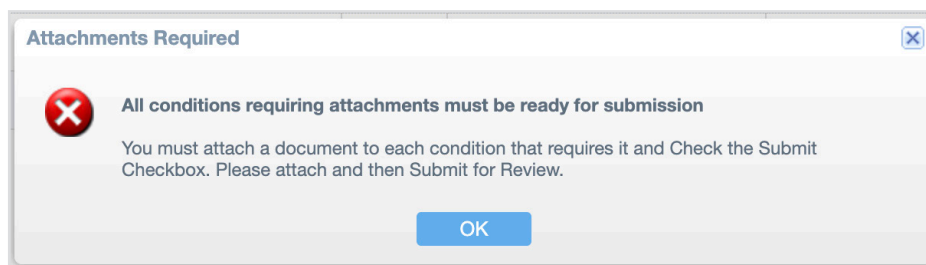 Attachments Required
All conditions requiring attachments must be ready for submission
You must attach a document to each condition that requires it and Check the Submit
Checkbox. Please attach and then Submit for Review.
OK